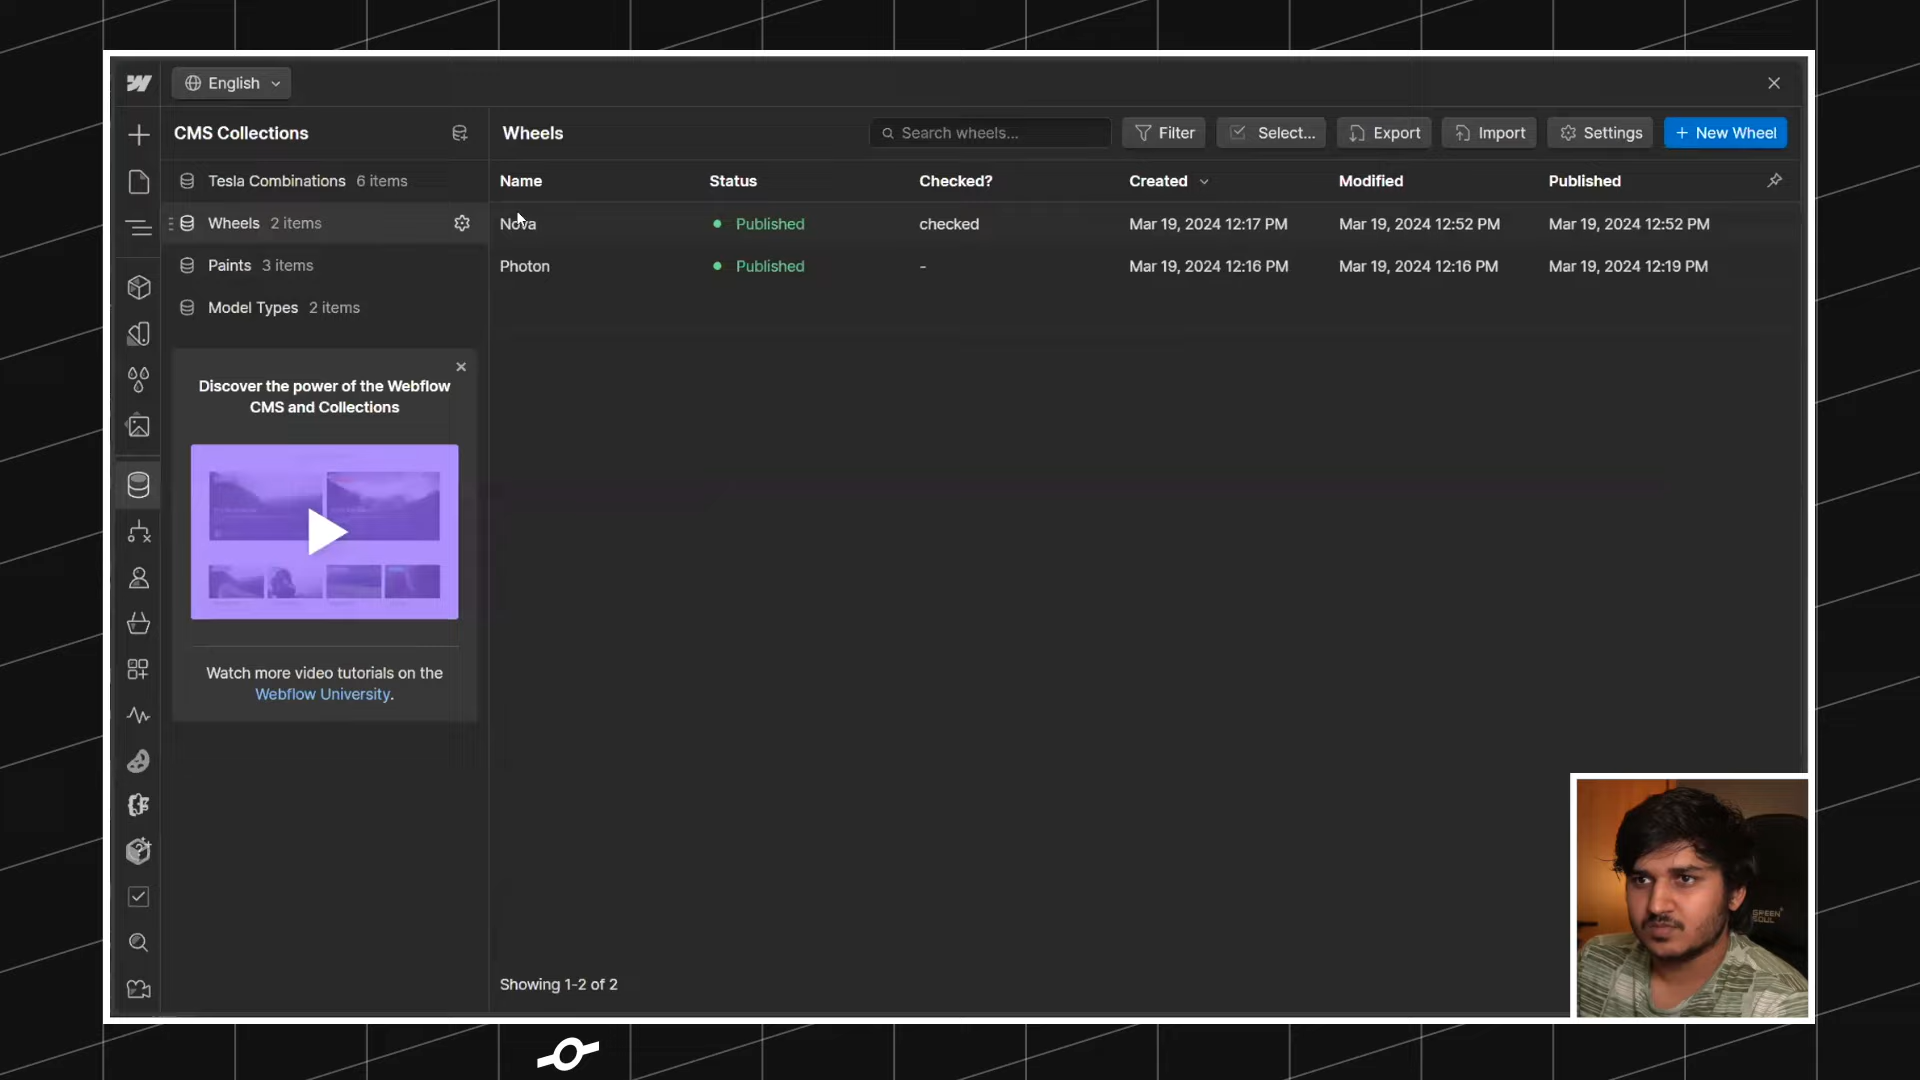 English
CMS Collections
Wheels
Search wheels...
Filter
Select...
Export
Import
Settings
+ New Wheel
Tesla Combinations 6 items
Wheels 2 items
Paints 3 items
Model Types 2 items
Name Status Checked? Created Modified Published
Nova Published checked Mar 19, 2024 12:17 PM Mar 19, 2024 12:52 PM Mar 19, 2024 12:52 PM
Photon Published - Mar 19, 2024 12:16 PM Mar 19, 2024 12:16 PM Mar 19, 2024 12:19 PM
Discover the power of the Webflow
CMS and Collections
Watch more video tutorials on the
Webflow University.
Showing 1-2 of 2
GREEN
SOUL